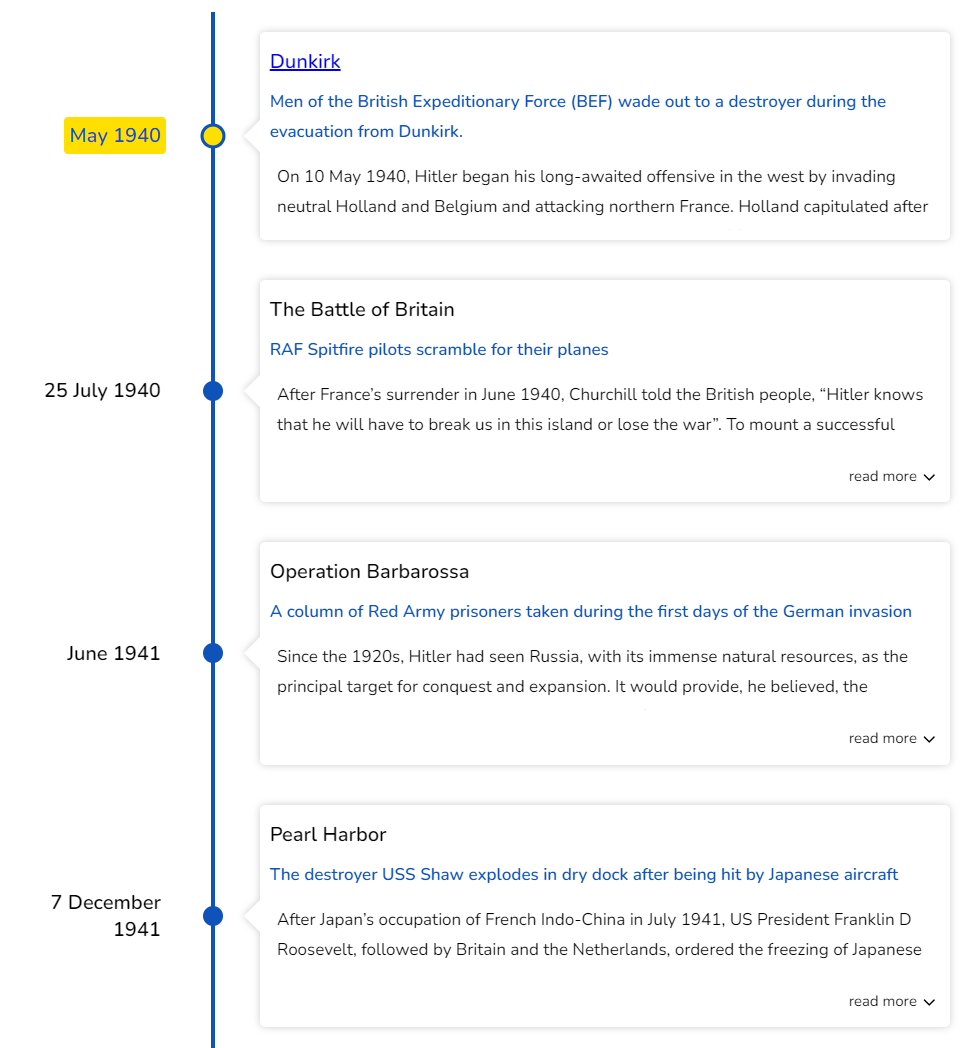 Dunkirk
Men of the British Expeditionary Force (BEF) wade out to a destroyer during the
evacuation from Dunkirk.
May 1940
On 10 May 1940, Hitler began his long-awaited offensive in the west by invading
neutral Holland and Belgium and attacking northern France. Holland capitulated after
The Battle of Britain
RAF Spitfire pilots scramble for their planes
25 July 1940
After France’s surrender in June 1940, Churchill told the British people, “Hitler knows
that he will have to break us in this island or lose the war”. To mount a successful
read more
Operation Barbarossa
A column of Red Army prisoners taken during the first days of the German invasion
June 1941
Since the 1920s, Hitler had seen Russia, with its immense natural resources, as the
principal target for conquest and expansion. It would provide, he believed, the
read more
Pearl Harbor
The destroyer USS Shaw explodes in dry dock after being hit by Japanese aircraft
7 December
1941
After Japan’s occupation of French Indo-China in July 1941, US President Franklin D
Roosevelt, followed by Britain and the Netherlands, ordered the freezing of Japanese
read more